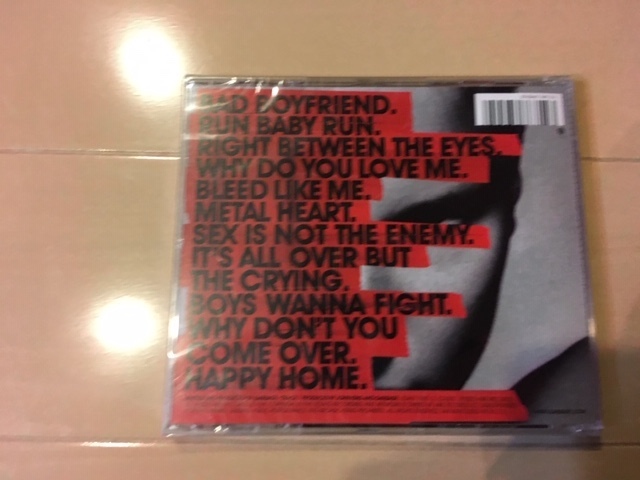 BAD BOYFRIEND.
RUN BABY RUN.
RIGHT BETWEEN THE EYES.
WHY DO YOU LOVE ME.
BLEED LIKE ME.
METAL HEART.
SEX IS NOT THE ENEMY.
IT'S ALL OVER BUT
THE CRYING.
BOYS WANNA FIGHT.
WHY DON'T YOU
COME OVER.
HAPPY HOME.